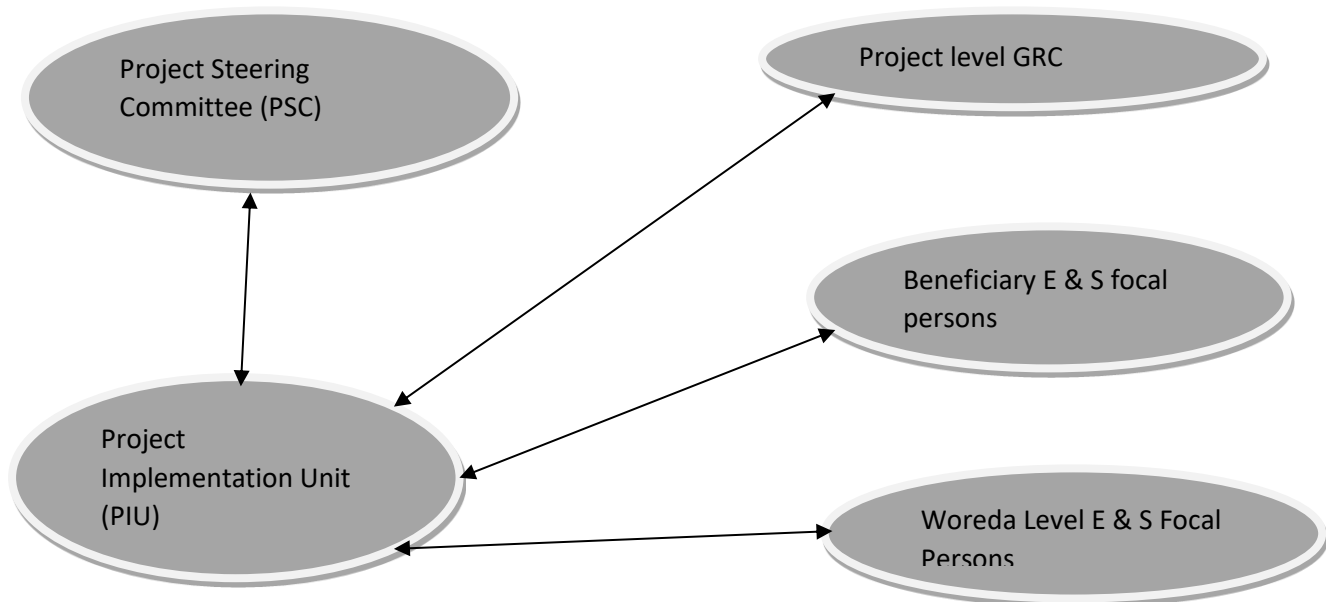 Project Steering
Committee (PSC)
Project level GRC
Beneficiary E & S focal
persons
Project
Implementation Unit
(PIU)
Woreda Level E & S Focal
Persons